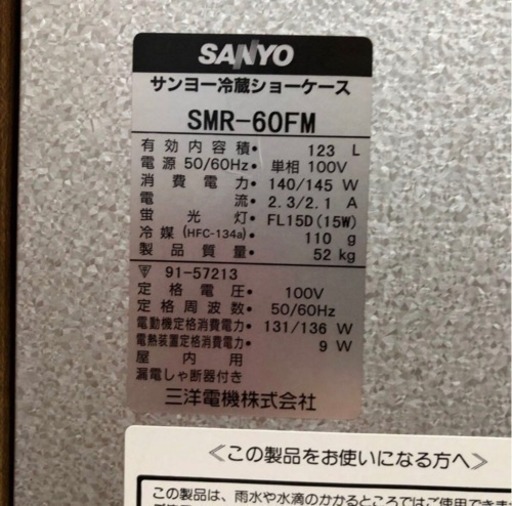 SANYO
サンヨー冷蔵ショーケース
SMR-60FM
有効内容積・ 123 L
電源 50/60Hz・ 単相 100V
消費電力・ 140/145 W
電流・ 2.3/2.1 A
蛍光灯・ FL15D(15W)
冷媒(HFC-134a)・ 110 g
製品質量・ 52 kg
91-57213
定格電圧・ 100V
定格周波数・ 50/60Hz
電動機定格消費電力・ 131/136 W
電熱装置定格消費電力・ 9 W
屋内用
漏電しゃ断器付き
三洋電機株式会社
＜この製品をお使いになる方へ＞
この製品は、雨水や水滴のかかるところではご使用できませ